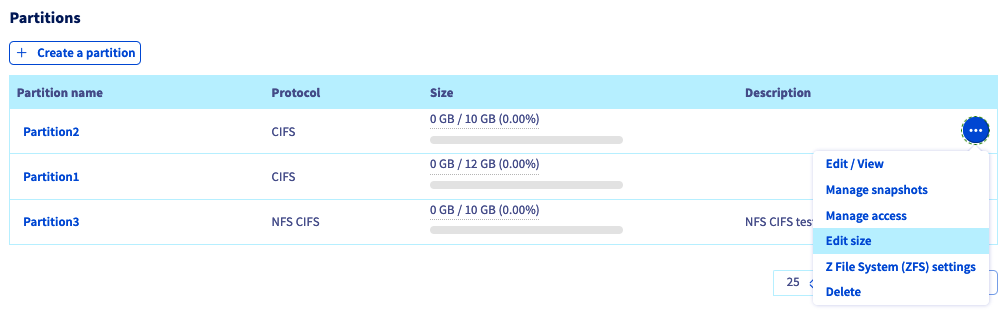 Partitions
+ Create a partition
Partition name Protocol Size Description
Partition2 CIFS 0 GB / 10 GB (0.00%)
Partition1 CIFS 0 GB / 12 GB (0.00%)
Partition3 NFS CIFS 0 GB / 10 GB (0.00%) NFS CIFS
Edit / View
Manage snapshots
Manage access
Edit size
Z File System (ZFS) settings
Delete
25